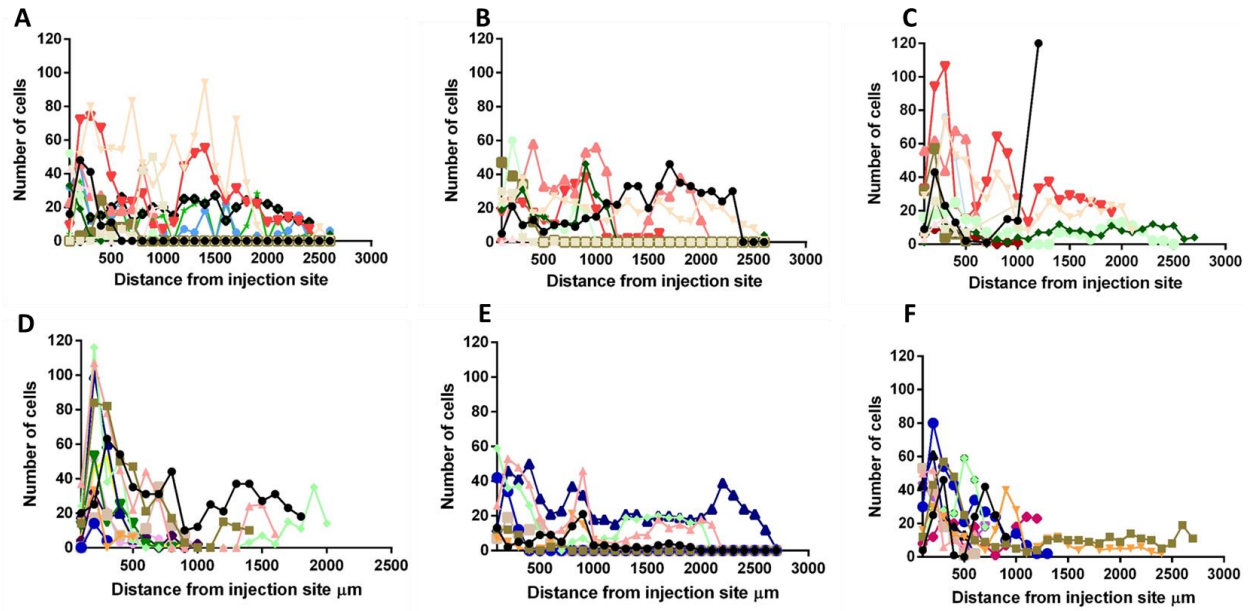 A
120
100
80
60
40
20
0
Number of cells
500 1000 1500 2000 2500 3000
Distance from injection site
B
120
100
80
60
40
20
0
Number of cells
500 1000 1500 2000 2500 3000
Distance from injection site
C
120
100
80
60
40
20
0
Number of cells
500 1000 1500 2000 2500 3000
Distance from injection site
D
120
100
80
60
40
20
0
Number of cells
500 1000 1500 2000 2500
Distance from injection site μm
E
120
100
80
60
40
20
0
Number of cells
500 1000 1500 2000 2500 3000
Distance from injection site μm
F
120
100
80
60
40
20
0
Number of cells
500 1000 1500 2000 2500 3000
Distance from injection site μm